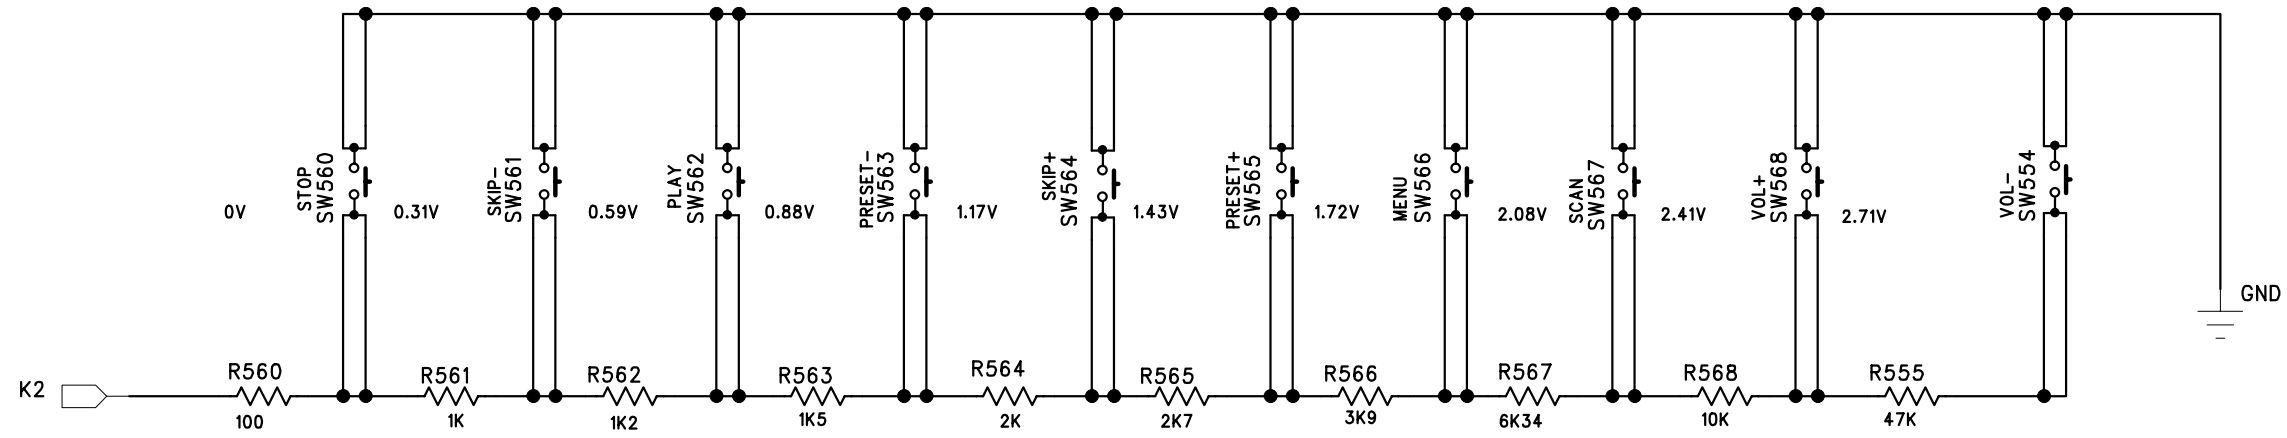 STOP
SW560
SKIP-
SW561
PLAY
SW562
PRESET-
SW563
SKIP+
SW564
PRESET+
SW565
MENU
SW566
SCAN
SW567
VOL+
SW568
VOL-
SW554
0V
0.31V
0.59V
0.88V
1.17V
1.43V
1.72V
2.08V
2.41V
2.71V
GND
K2
R560
100
R561
1K
R562
1K2
R563
1K5
R564
2K
R565
2K7
R566
3K9
R567
6K34
R568
10K
R555
47K